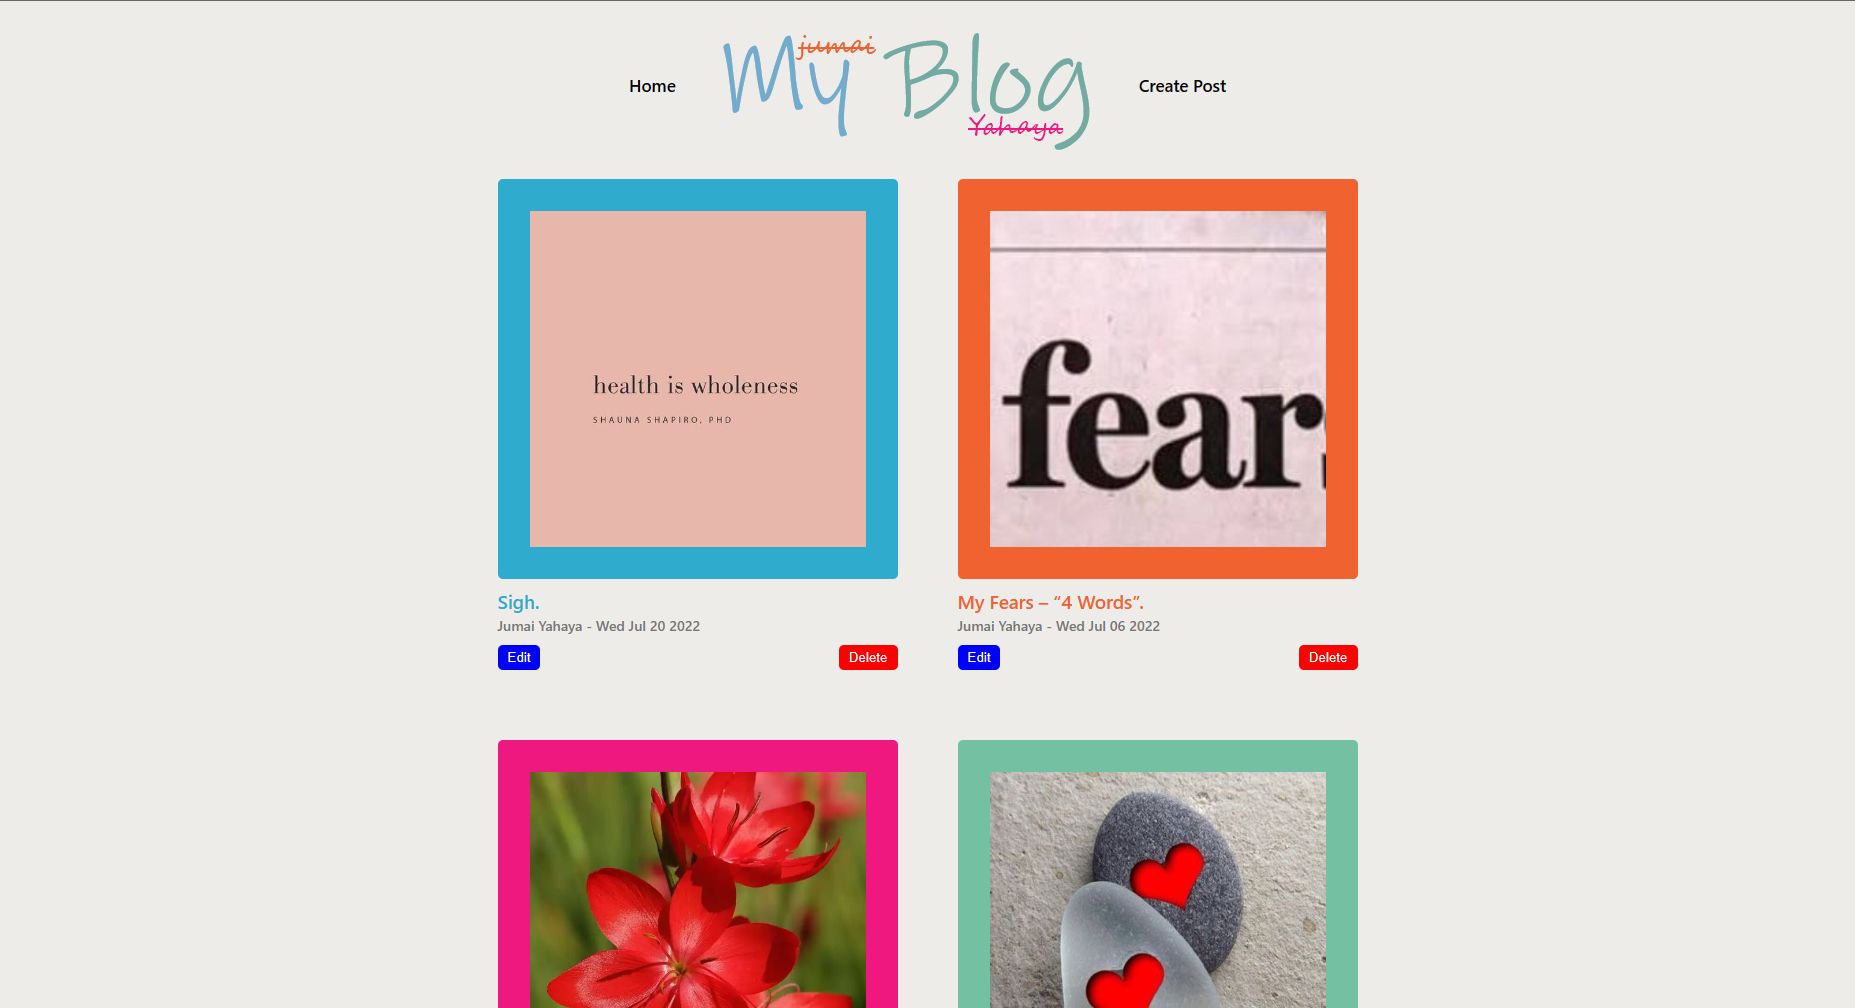 Home
My jumai Blog
Yahaya
Create Post
health is wholeness
SHAUNA SHAPIRO, PHD
fears
Sigh.
Jumai Yahaya - Wed Jul 20 2022
Edit
Delete
My Fears – “4 Words”.
Jumai Yahaya - Wed Jul 06 2022
Edit
Delete